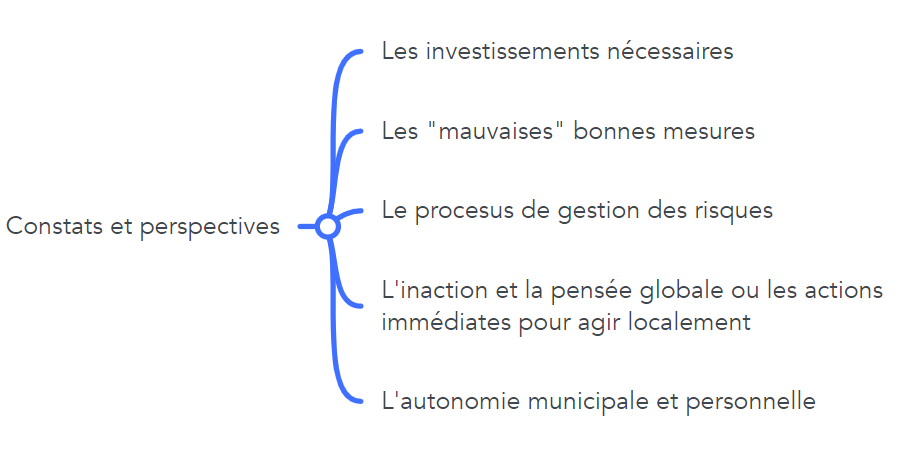 Les investissements nécessaires
Les "mauvaises" bonnes mesures
Le procesus de gestion des risques
Constats et perspectives
L'inaction et la pensée globale ou les actions
immédiates pour agir localement
L'autonomie municipale et personnelle